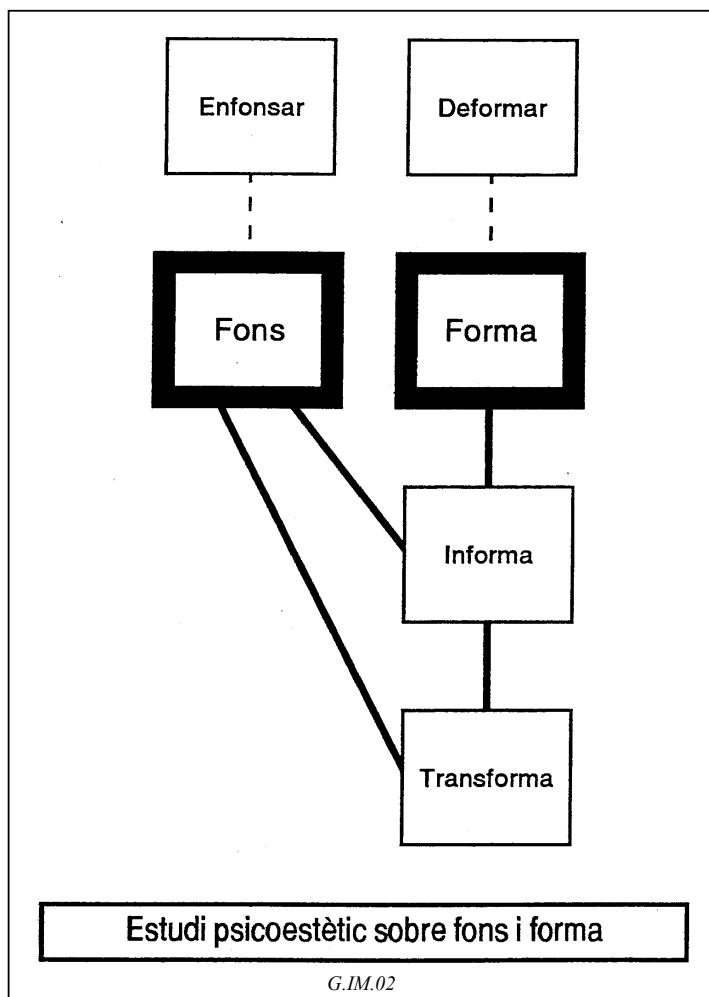 Enfonsar
Deformar
Fons
Forma
Informa
Transforma
Estudi psicoestètic sobre fons i forma
G.IM.02